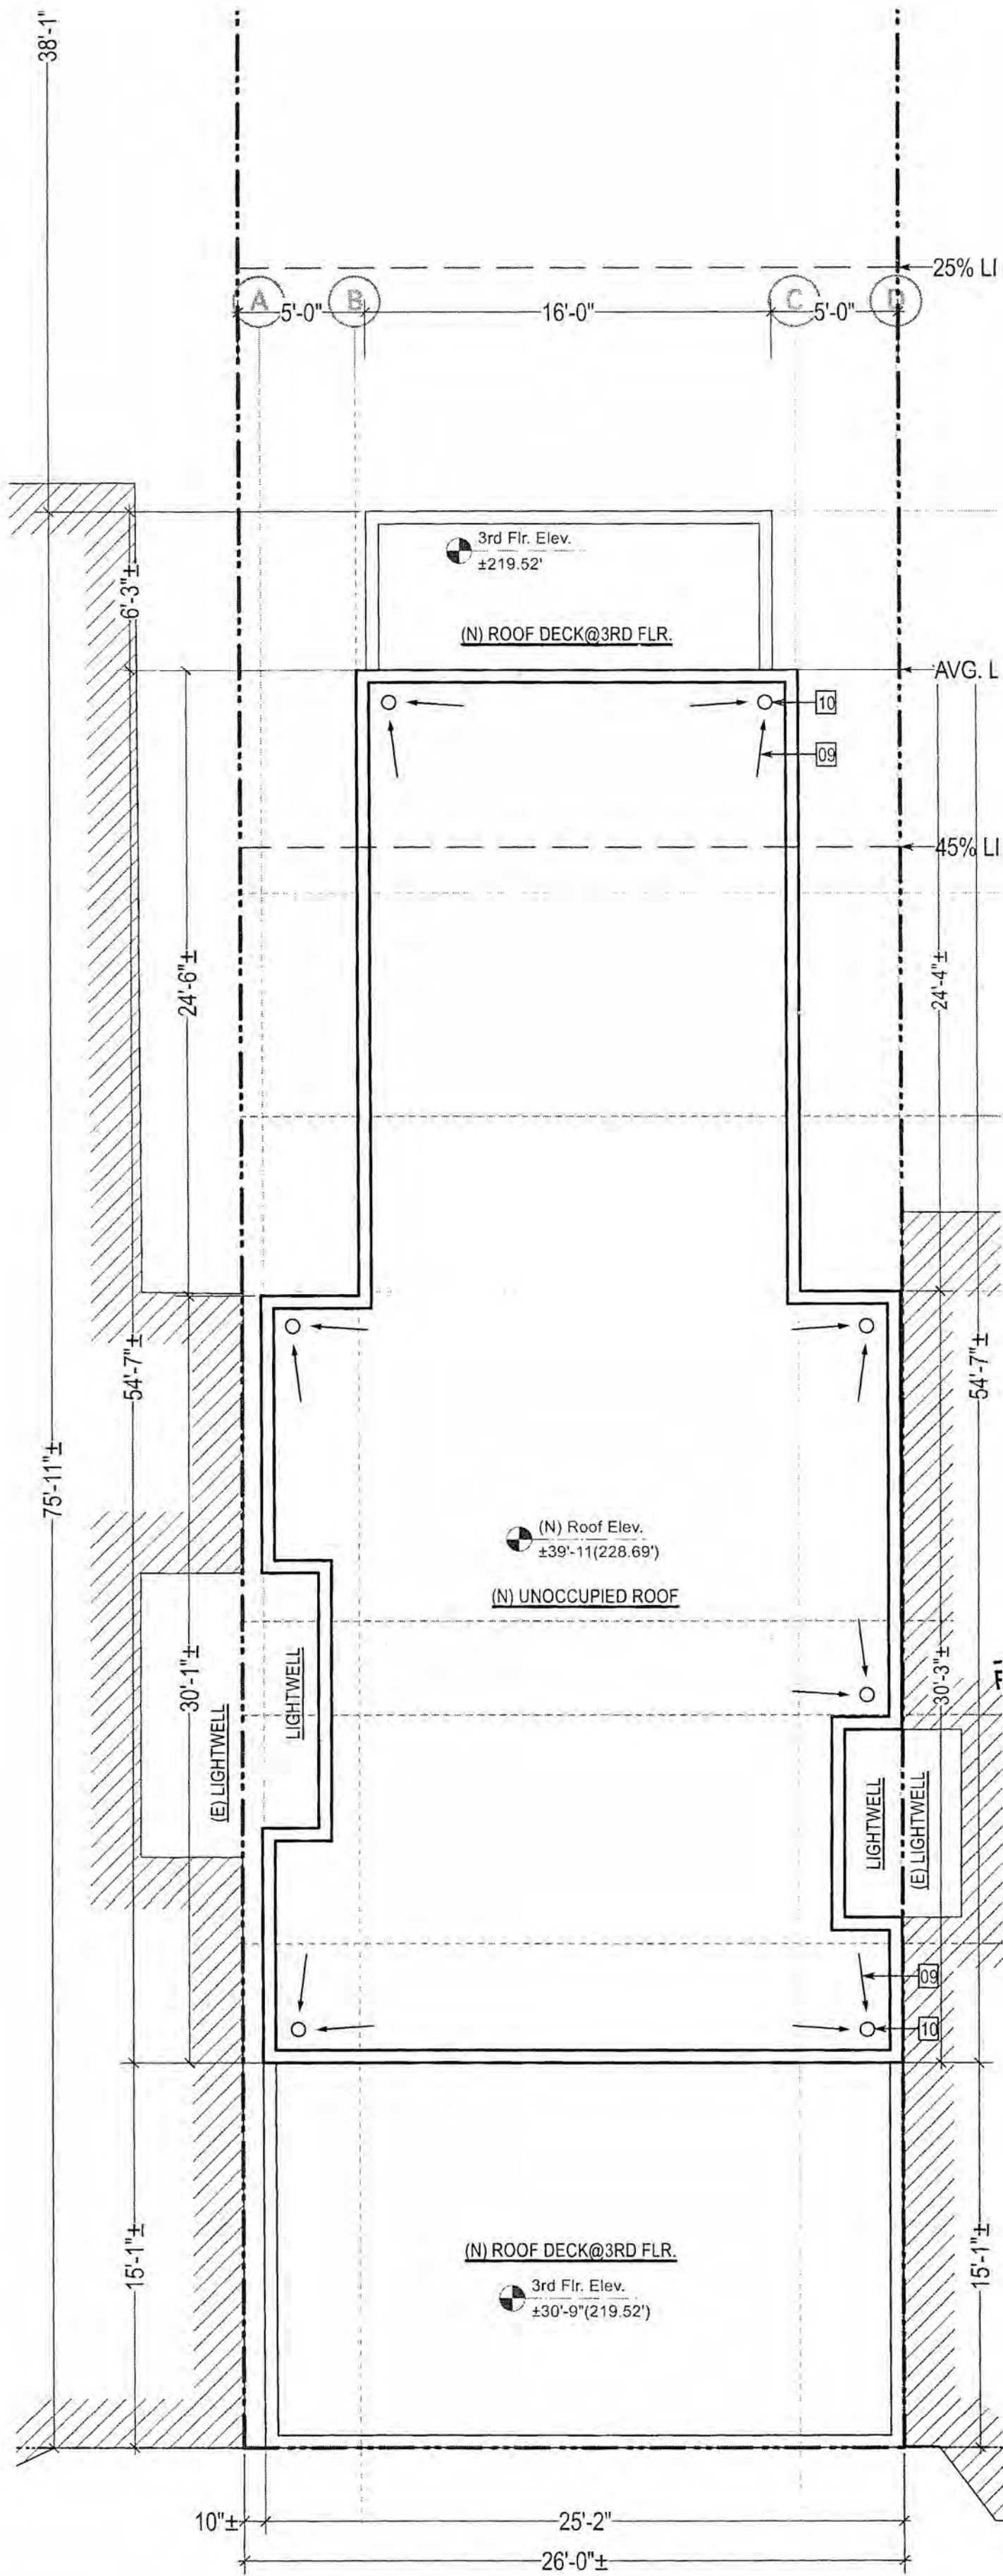 38'-1"
25% LI
A
B
C
D
5'-0"
16'-0"
5'-0"
3rd Flr. Elev.
±219.52'
6'-3"±
(N) ROOF DECK@3RD FLR.
AVG. L
10
09
45% LI
24'-6"±
24'-4"±
54'-7"±
54'-7"±
75'-11"±
(N) Roof Elev.
±39'-11(228.69')
(N) UNOCCUPIED ROOF
30'-1"±
(E) LIGHTWELL
LIGHTWELL
30'-3"±
LIGHTWELL
(E) LIGHTWELL
09
10
(N) ROOF DECK@3RD FLR.
3rd Flr. Elev.
±30'-9"(219.52')
15'-1"±
15'-1"±
10"±
25'-2"
26'-0"±